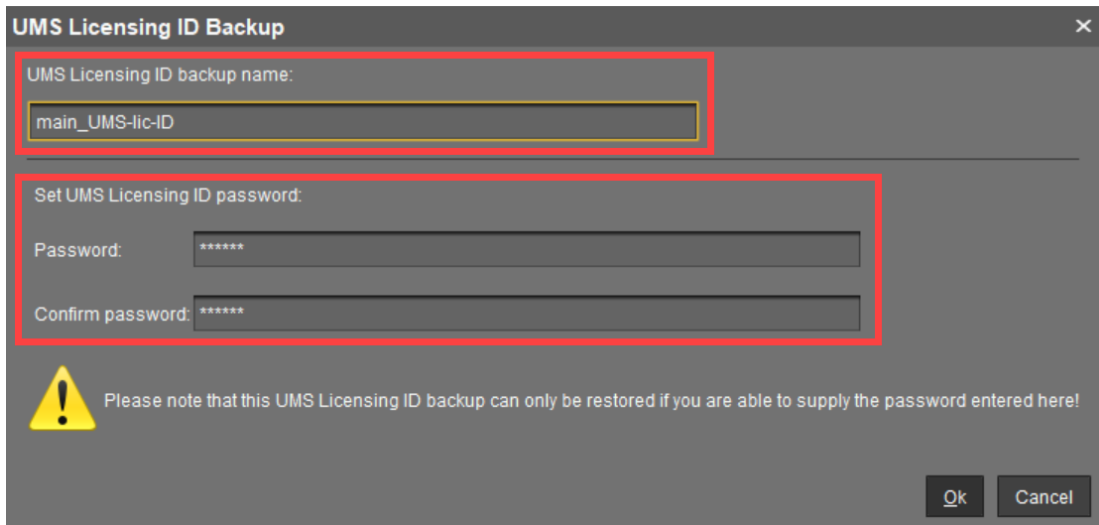 UMS Licensing ID Backup
UMS Licensing ID backup name:
main_UMS-lic-ID
Set UMS Licensing ID password:
Password: ******
Confirm password: ******
Please note that this UMS Licensing ID backup can only be restored if you are able to supply the password entered here!
Ok Cancel